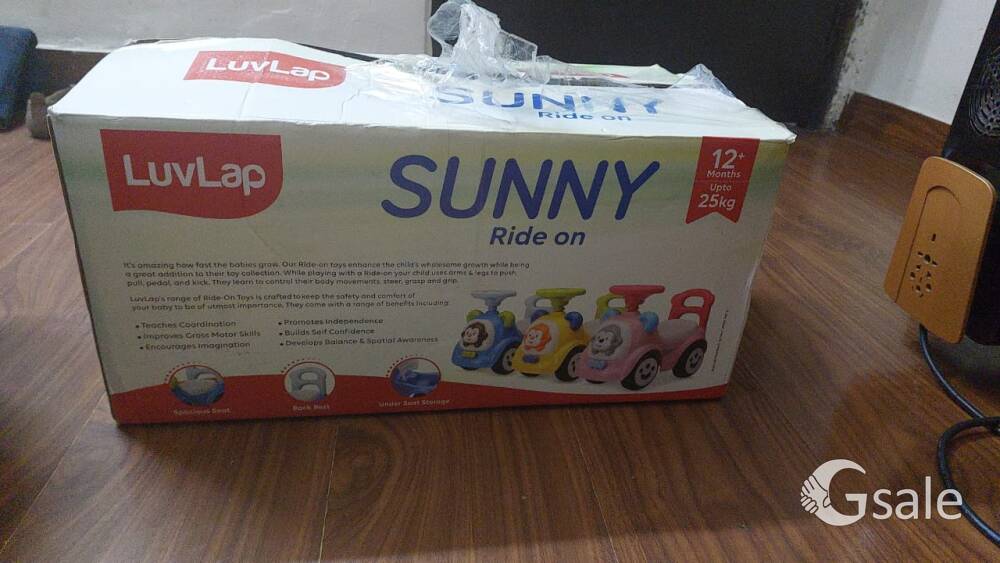 LuvLap
SUNNY
Ride on
LuvLap
SUNNY
Ride on
12+
Months
Upto
25kg
It's amazing how fast the babies grow. Our Ride-on toys enhance the child's wholesome growth while being
a great addition to their toy collection. While playing with a Ride-on your child uses arms & legs to push,
pull, pedal, and kick. They learn to control their body movements, steer, grasp and grip.
LuvLap's range of Ride-On Toys is crafted to keep the safety and comfort of
your baby to be of utmost importance. They come with a range of benefits including:
• Teaches Coordination
• Improves Gross Motor Skills
• Encourages Imagination
• Promotes Independence
• Builds Self Confidence
• Develops Balance & Spatial Awareness
Spacious Seat
Back Rest
Under Seat Storage
Gsale